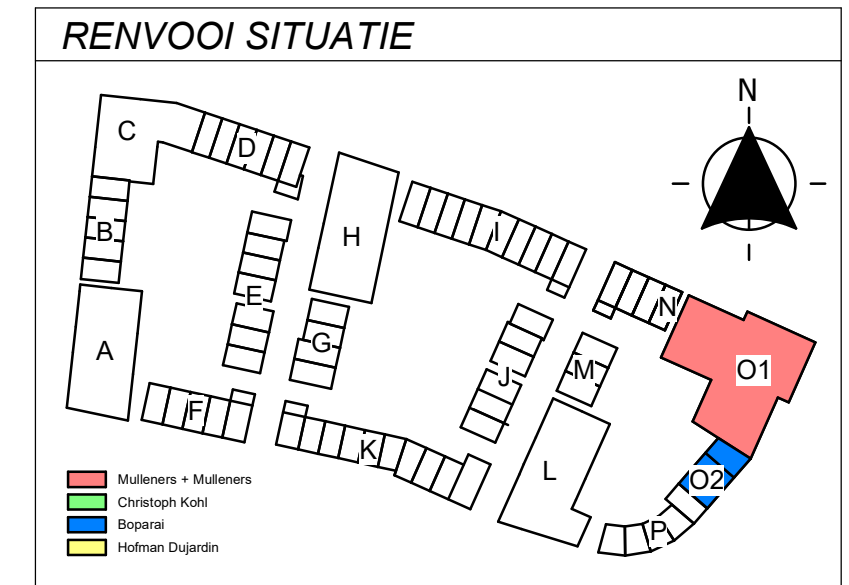 RENVOOI SITUATIE
N
C
D
B
H
I
E
N
A
G
O1
J
M
F
K
L
O2
P
Mulleners + Mulleners
Christoph Kohl
Boparai
Hofman Dujardin